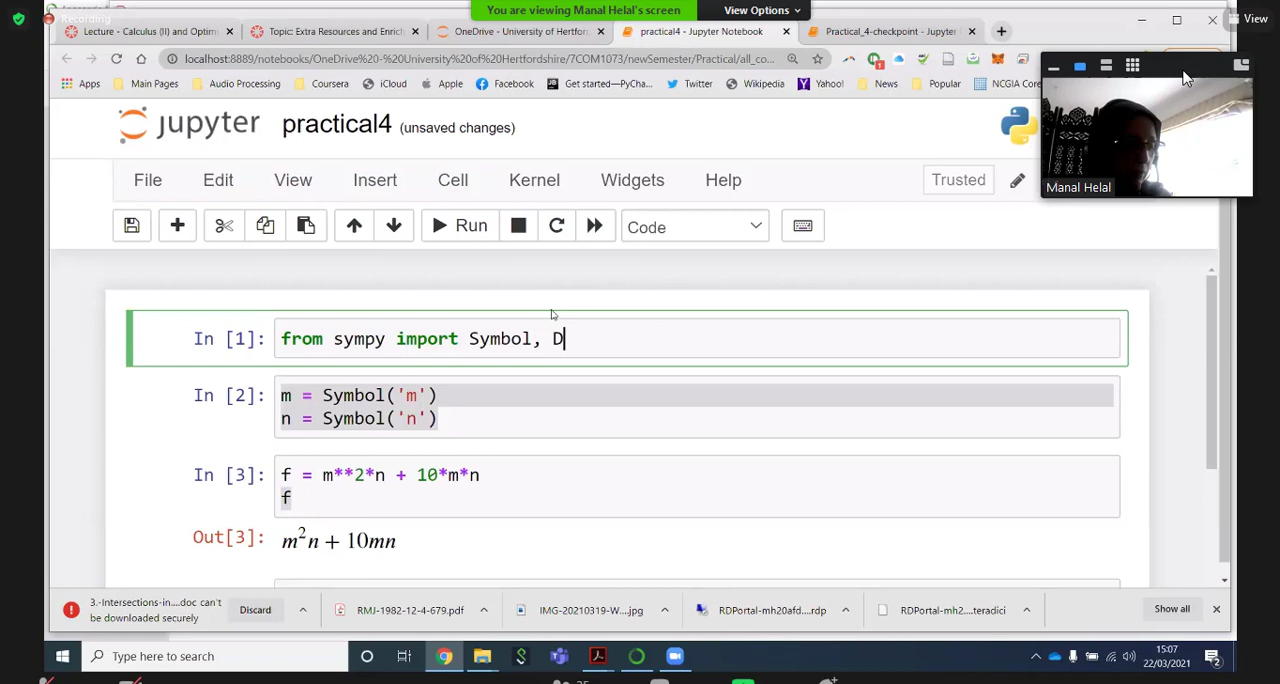 Recording
You are viewing Manal Helal's screen
View Options
View
Lecture - Calculus (II) and Optim
Topic: Extra Resources and Enrich
OneDrive - University of Hertfor
practical4 - Jupyter Notebook
Practical_4-checkpoint - Jupyter
localhost:8889/notebooks/OneDrive%20-%20University%20of%20Hertfordshire/7COM1073/newSemester/Practical/all_co...
Apps
Main Pages
Audio Processing
Coursera
iCloud
Apple
Facebook
Get started—PyCha...
Twitter
Wikipedia
Yahoo!
News
Popular
NCGIA Core
Manal Helal
jupyter practical4 (unsaved changes)
File Edit View Insert Cell Kernel Widgets Help
Trusted
Run
Code
In [1]: from sympy import Symbol, D
In [2]: m = Symbol('m')
n = Symbol('n')
In [3]: f = m**2*n + 10*m*n
f
Out[3]: m²n + 10mn
3.-Intersections-in....doc can't
be downloaded securely
Discard
RMJ-1982-12-4-679.pdf
IMG-20210319-W....jpg
RDPortal-mh20afd....rdp
RDPortal-mh2....teradici
Show all
Type here to search
15:07
22/03/2021
2